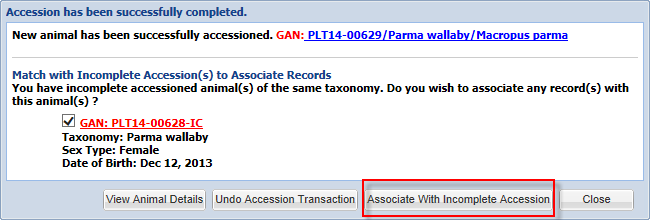 Accession has been successfully completed.
New animal has been successfully accessioned. GAN: PLT14-00629/Parma wallaby/Macropus parma
Match with Incomplete Accession(s) to Associate Records
You have incomplete accessioned animal(s) of the same taxonomy. Do you wish to associate any record(s) with
this animal(s) ?
GAN: PLT14-00628-IC
Taxonomy: Parma wallaby
Sex Type: Female
Date of Birth: Dec 12, 2013
View Animal Details Undo Accession Transaction Associate With Incomplete Accession Close